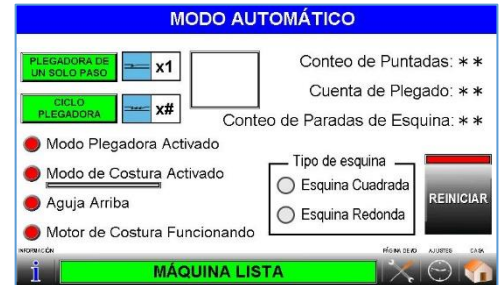 MODO AUTOMÁTICO
PLEGADORA DE
UN SOLO PASO
x1
CICLO
PLEGADORA
x#
Conteo de Puntadas: **
Cuenta de Plegado: **
Conteo de Paradas de Esquina: **
Modo Plegadora Activado
Modo de Costura Activado
Aguja Arriba
Motor de Costura Funcionando
Tipo de esquina
Esquina Cuadrada
Esquina Redonda
REINICIAR
INFORMACIÓN
MÁQUINA LISTA
AJUSTES
CASA